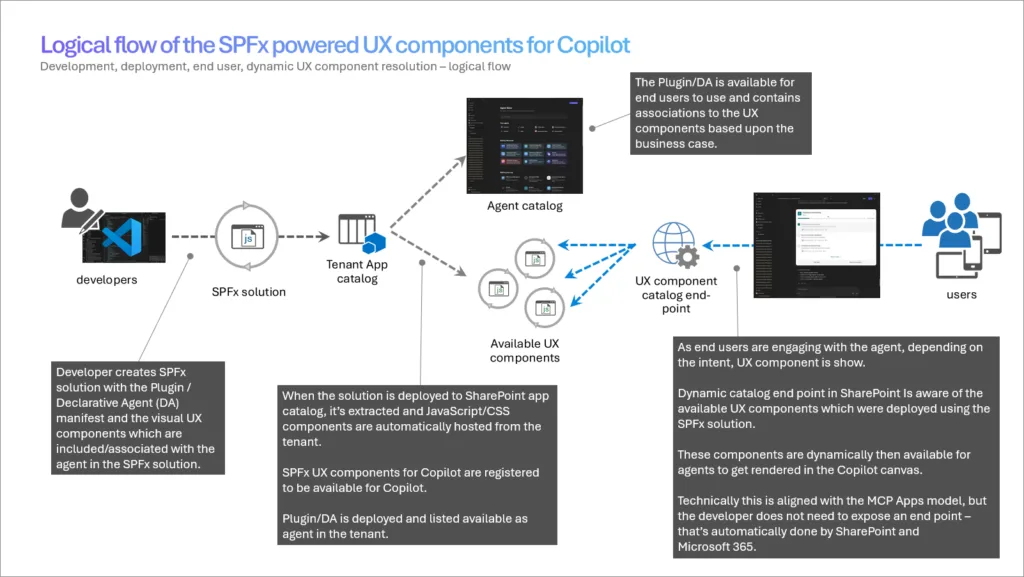 Logical flow of the SPFx powered UX components for Copilot
Development, deployment, end user, dynamic UX component resolution – logical flow
The Plugin/DA is available for
end users to use and contains
associations to the UX
components based upon the
business case.
Agent catalog
developers
JS
SPFx solution
Tenant App
catalog
JS
JS
JS
Available UX
components
UX component
catalog end-
point
users
Developer creates SPFx
solution with the Plugin /
Declarative Agent (DA)
manifest and the visual UX
components which are
included/associated with the
agent in the SPFx solution.
When the solution is deployed to SharePoint app
catalog, it's extracted and JavaScript/CSS
components are automatically hosted from the
tenant.
SPFx UX components for Copilot are registered
to be available for Copilot.
Plugin/DA is deployed and listed available as
agent in the tenant.
As end users are engaging with the agent, depending on
the intent, UX component is show.
Dynamic catalog end point in SharePoint Is aware of the
available UX components which were deployed using the
SPFx solution.
These components are dynamically then available for
agents to get rendered in the Copilot canvas.
Technically this is aligned with the MCP Apps model, but
the developer does not need to expose an end point –
that's automatically done by SharePoint and
Microsoft 365.